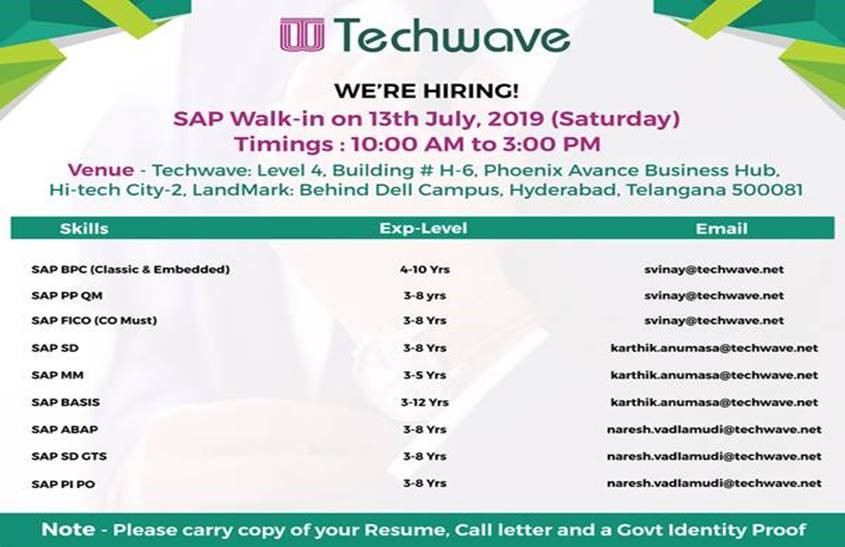 Techwave
WE'RE HIRING!
SAP Walk-in on 13th July, 2019 (Saturday)
Timings : 10:00 AM to 3:00 PM
Venue - Techwave: Level 4, Building # H-6, Phoenix Avance Business Hub,
Hi-tech City-2, LandMark: Behind Dell Campus, Hyderabad, Telangana 500081
Skills Exp-Level Email
SAP BPC (Classic & Embedded) 4-10 Yrs svinay@techwave.net
SAP PP QM 3-8 yrs svinay@techwave.net
SAP FICO (CO Must) 3-8 Yrs svinay@techwave.net
SAP SD 3-8 Yrs karthik.anumasa@techwave.net
SAP MM 3-5 Yrs karthik.anumasa@techwave.net
SAP BASIS 3-12 Yrs karthik.anumasa@techwave.net
SAP ABAP 3-8 Yrs naresh.vadlamudi@techwave.net
SAP SD GTS 3-8 Yrs naresh.vadlamudi@techwave.net
SAP PI PO 3-8 Yrs naresh.vadlamudi@techwave.net
Note - Please carry copy of your Resume, Call letter and a Govt Identity Proof